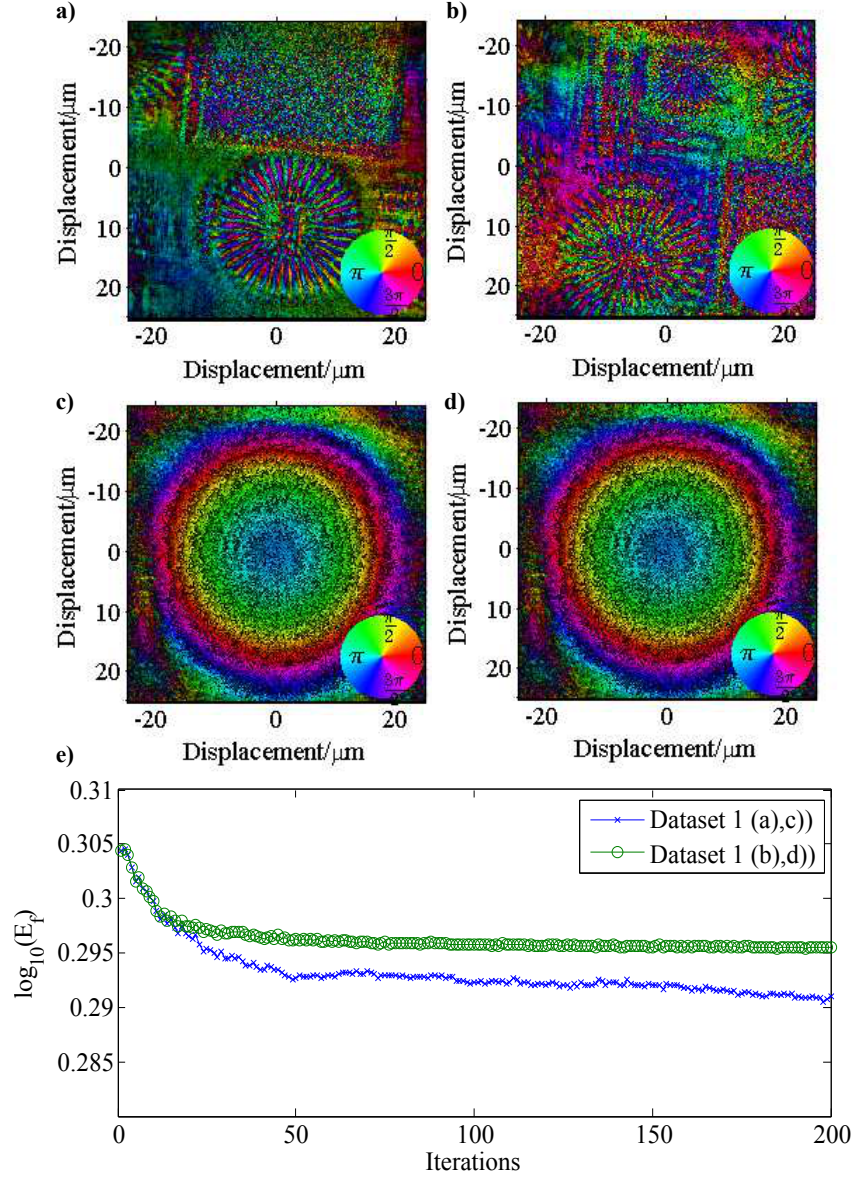 a)
b)
-20
-10
0
10
20
Displacement/μm
-20
0
20
Displacement/μm
π/2
π
0
3π
-20
-10
0
10
20
Displacement/μm
-20
0
20
Displacement/μm
π/2
π
0
3π
c)
d)
-20
-10
0
10
20
Displacement/μm
-20
0
20
Displacement/μm
π/2
π
0
3π
-20
-10
0
10
20
Displacement/μm
-20
0
20
Displacement/μm
π/2
π
0
3π
e)
0.31
0.305
0.3
0.295
0.29
0.285
log10(Ef)
Dataset 1 (a),c))
Dataset 1 (b),d))
0
50
100
150
200
Iterations